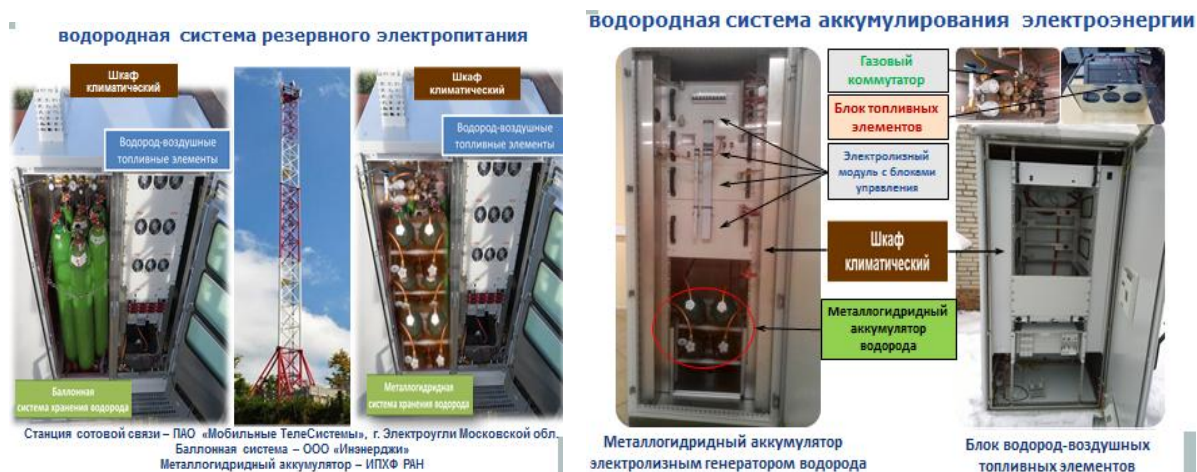 водородная система резервного электропитания
Шкаф
климатический
Водород-воздушные
топливные элементы
Баллонная
система хранения водорода
Шкаф
климатический
Водород-воздушные
топливные элементы
Металлогидридная
система хранения водорода
Станция сотовой связи – ПАО «Мобильные ТелеСистемы», г. Электроугли Московской обл.
Баллонная система – ООО «Инэнерджи»
Металлогидридный аккумулятор – ИПХФ РАН
водородная система аккумулирования электроэнергии
Газовый
коммутатор
Блок топливных
элементов
Электролизный
модуль с блоками
управления
Шкаф
климатический
Металлогидридный
аккумулятор
водорода
Металлогидридный аккумулятор
электролизным генератором водорода
Блок водород-воздушных
топливных элементов